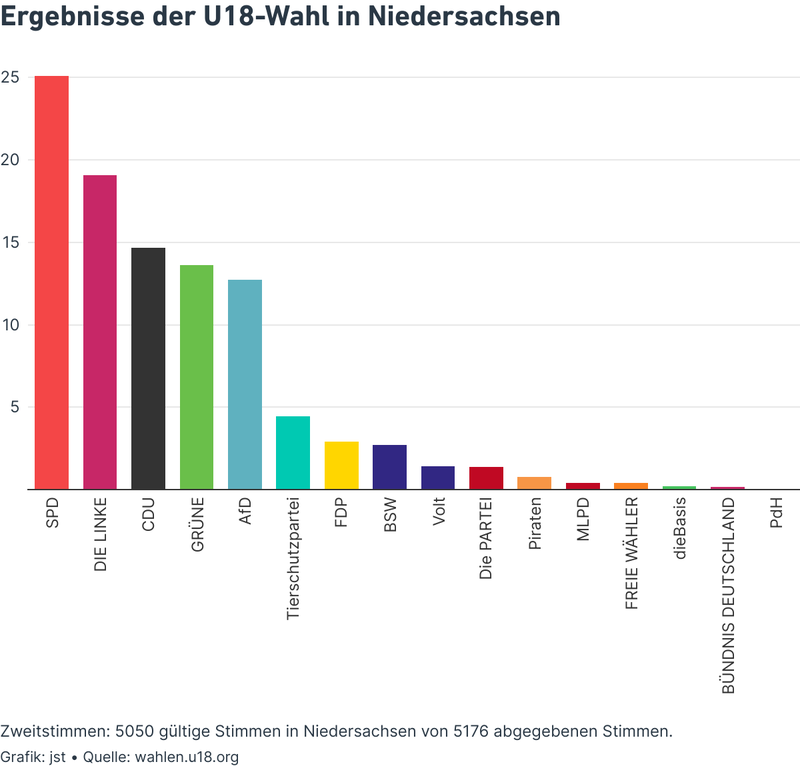 Ergebnisse der U18-Wahl in Niedersachsen
25
20
15
10
5
SPD
DIE LINKE
CDU
GRÜNE
AfD
Tierschutzpartei
FDP
BSW
Volt
Die PARTEI
Piraten
MLPD
FREIE WÄHLER
dieBasis
BÜNDNIS DEUTSCHLAND
PdH
Zweitstimmen: 5050 gültige Stimmen in Niedersachsen von 5176 abgegebenen Stimmen.
Grafik: jst • Quelle: wahlen.u18.org